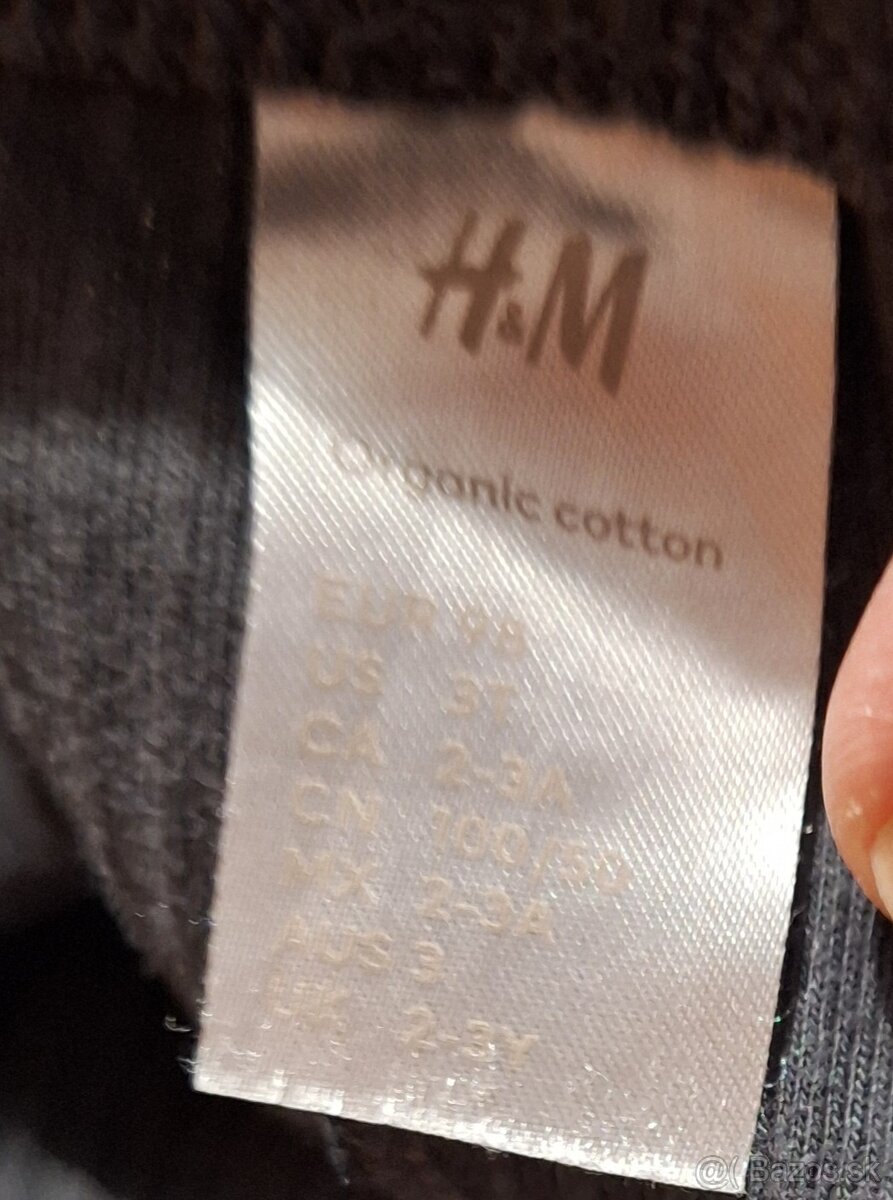 H&M
Organic cotton
EUR 98
US 3T
CA 2-3A
CN 100/50
MX 2-3A
AUS 3
UK 2-3Y
@( Bazos.sk